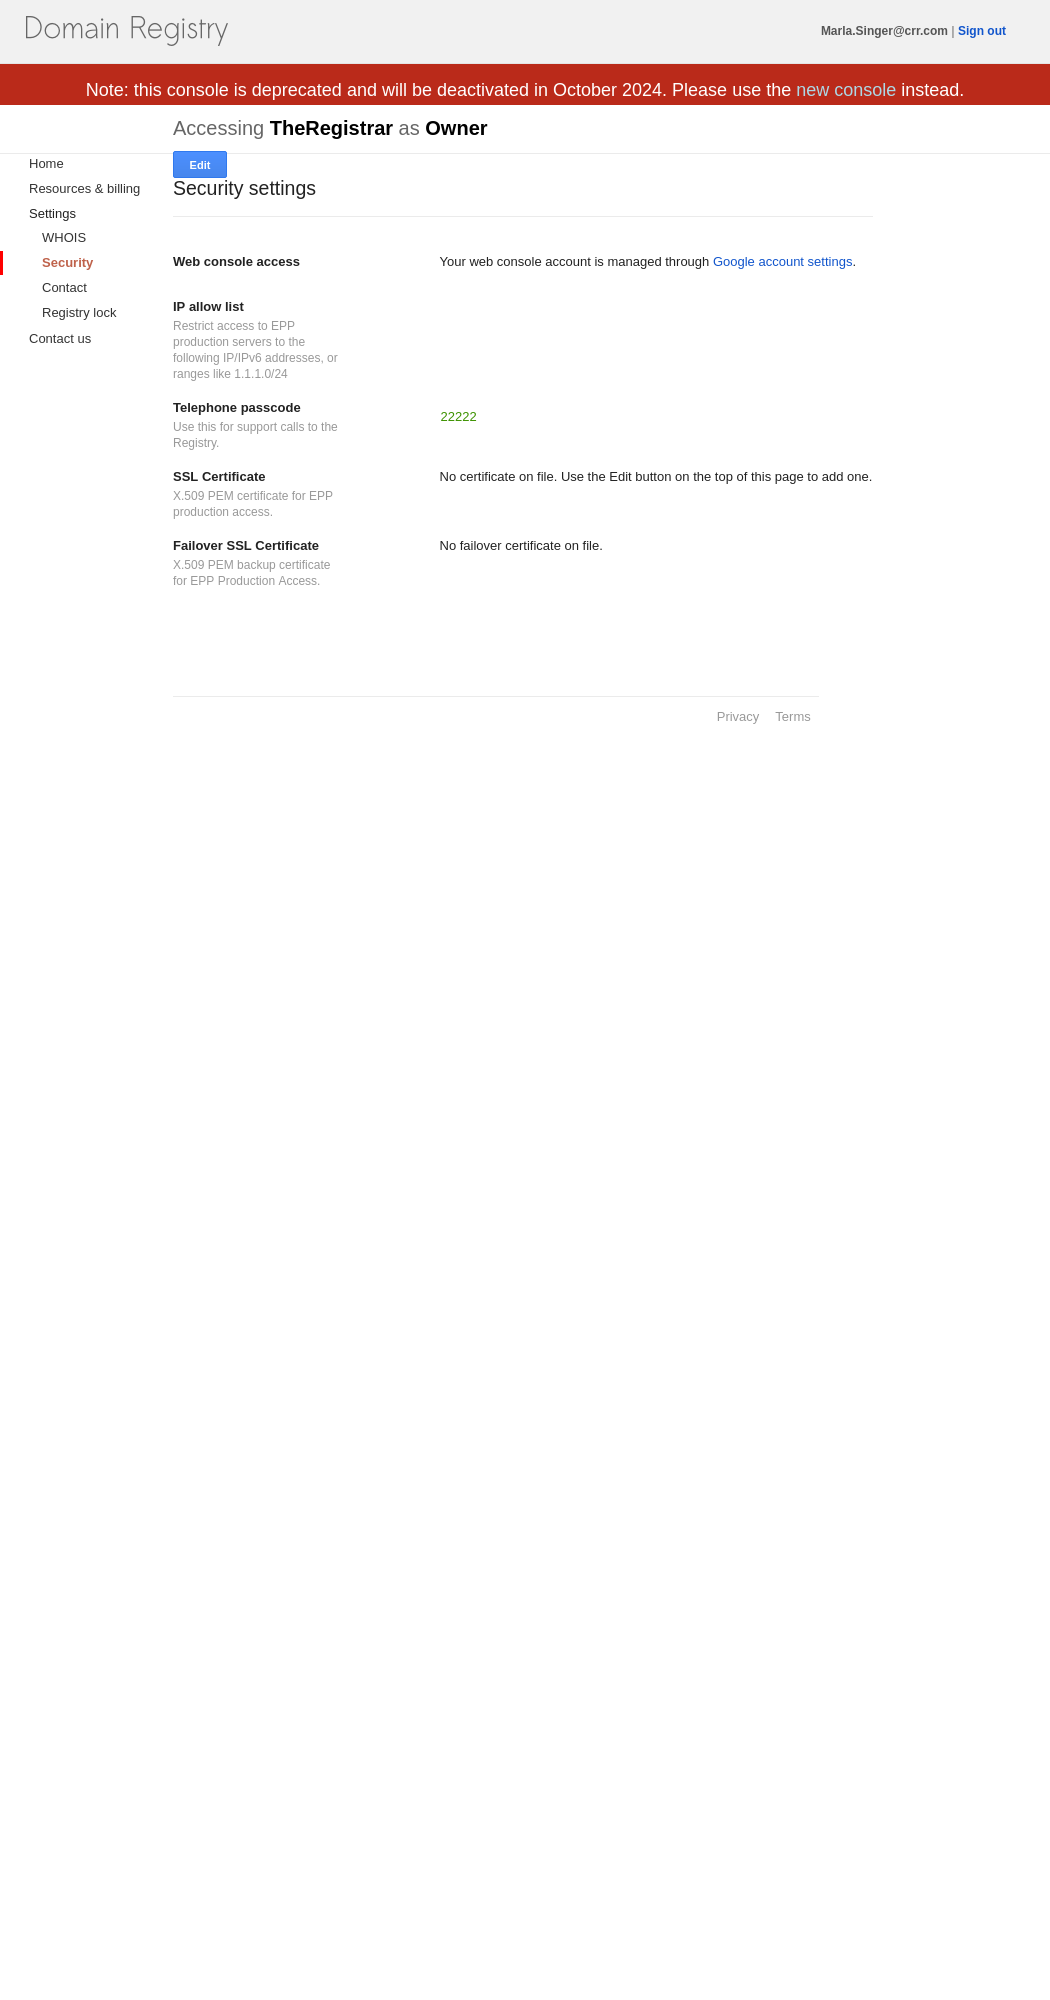 Domain Registry
Marla.Singer@crr.com | Sign out
Note: this console is deprecated and will be deactivated in October 2024. Please use the new console instead.
Accessing TheRegistrar as Owner
Edit
Home
Resources & billing
Settings
WHOIS
Security
Contact
Registry lock
Contact us
Security settings
Web console access
Your web console account is managed through Google account settings.
IP allow list
Restrict access to EPP
production servers to the
following IP/IPv6 addresses, or
ranges like 1.1.1.0/24
Telephone passcode
Use this for support calls to the
Registry.
22222
SSL Certificate
X.509 PEM certificate for EPP
production access.
No certificate on file. Use the Edit button on the top of this page to add one.
Failover SSL Certificate
X.509 PEM backup certificate
for EPP Production Access.
No failover certificate on file.
Privacy Terms